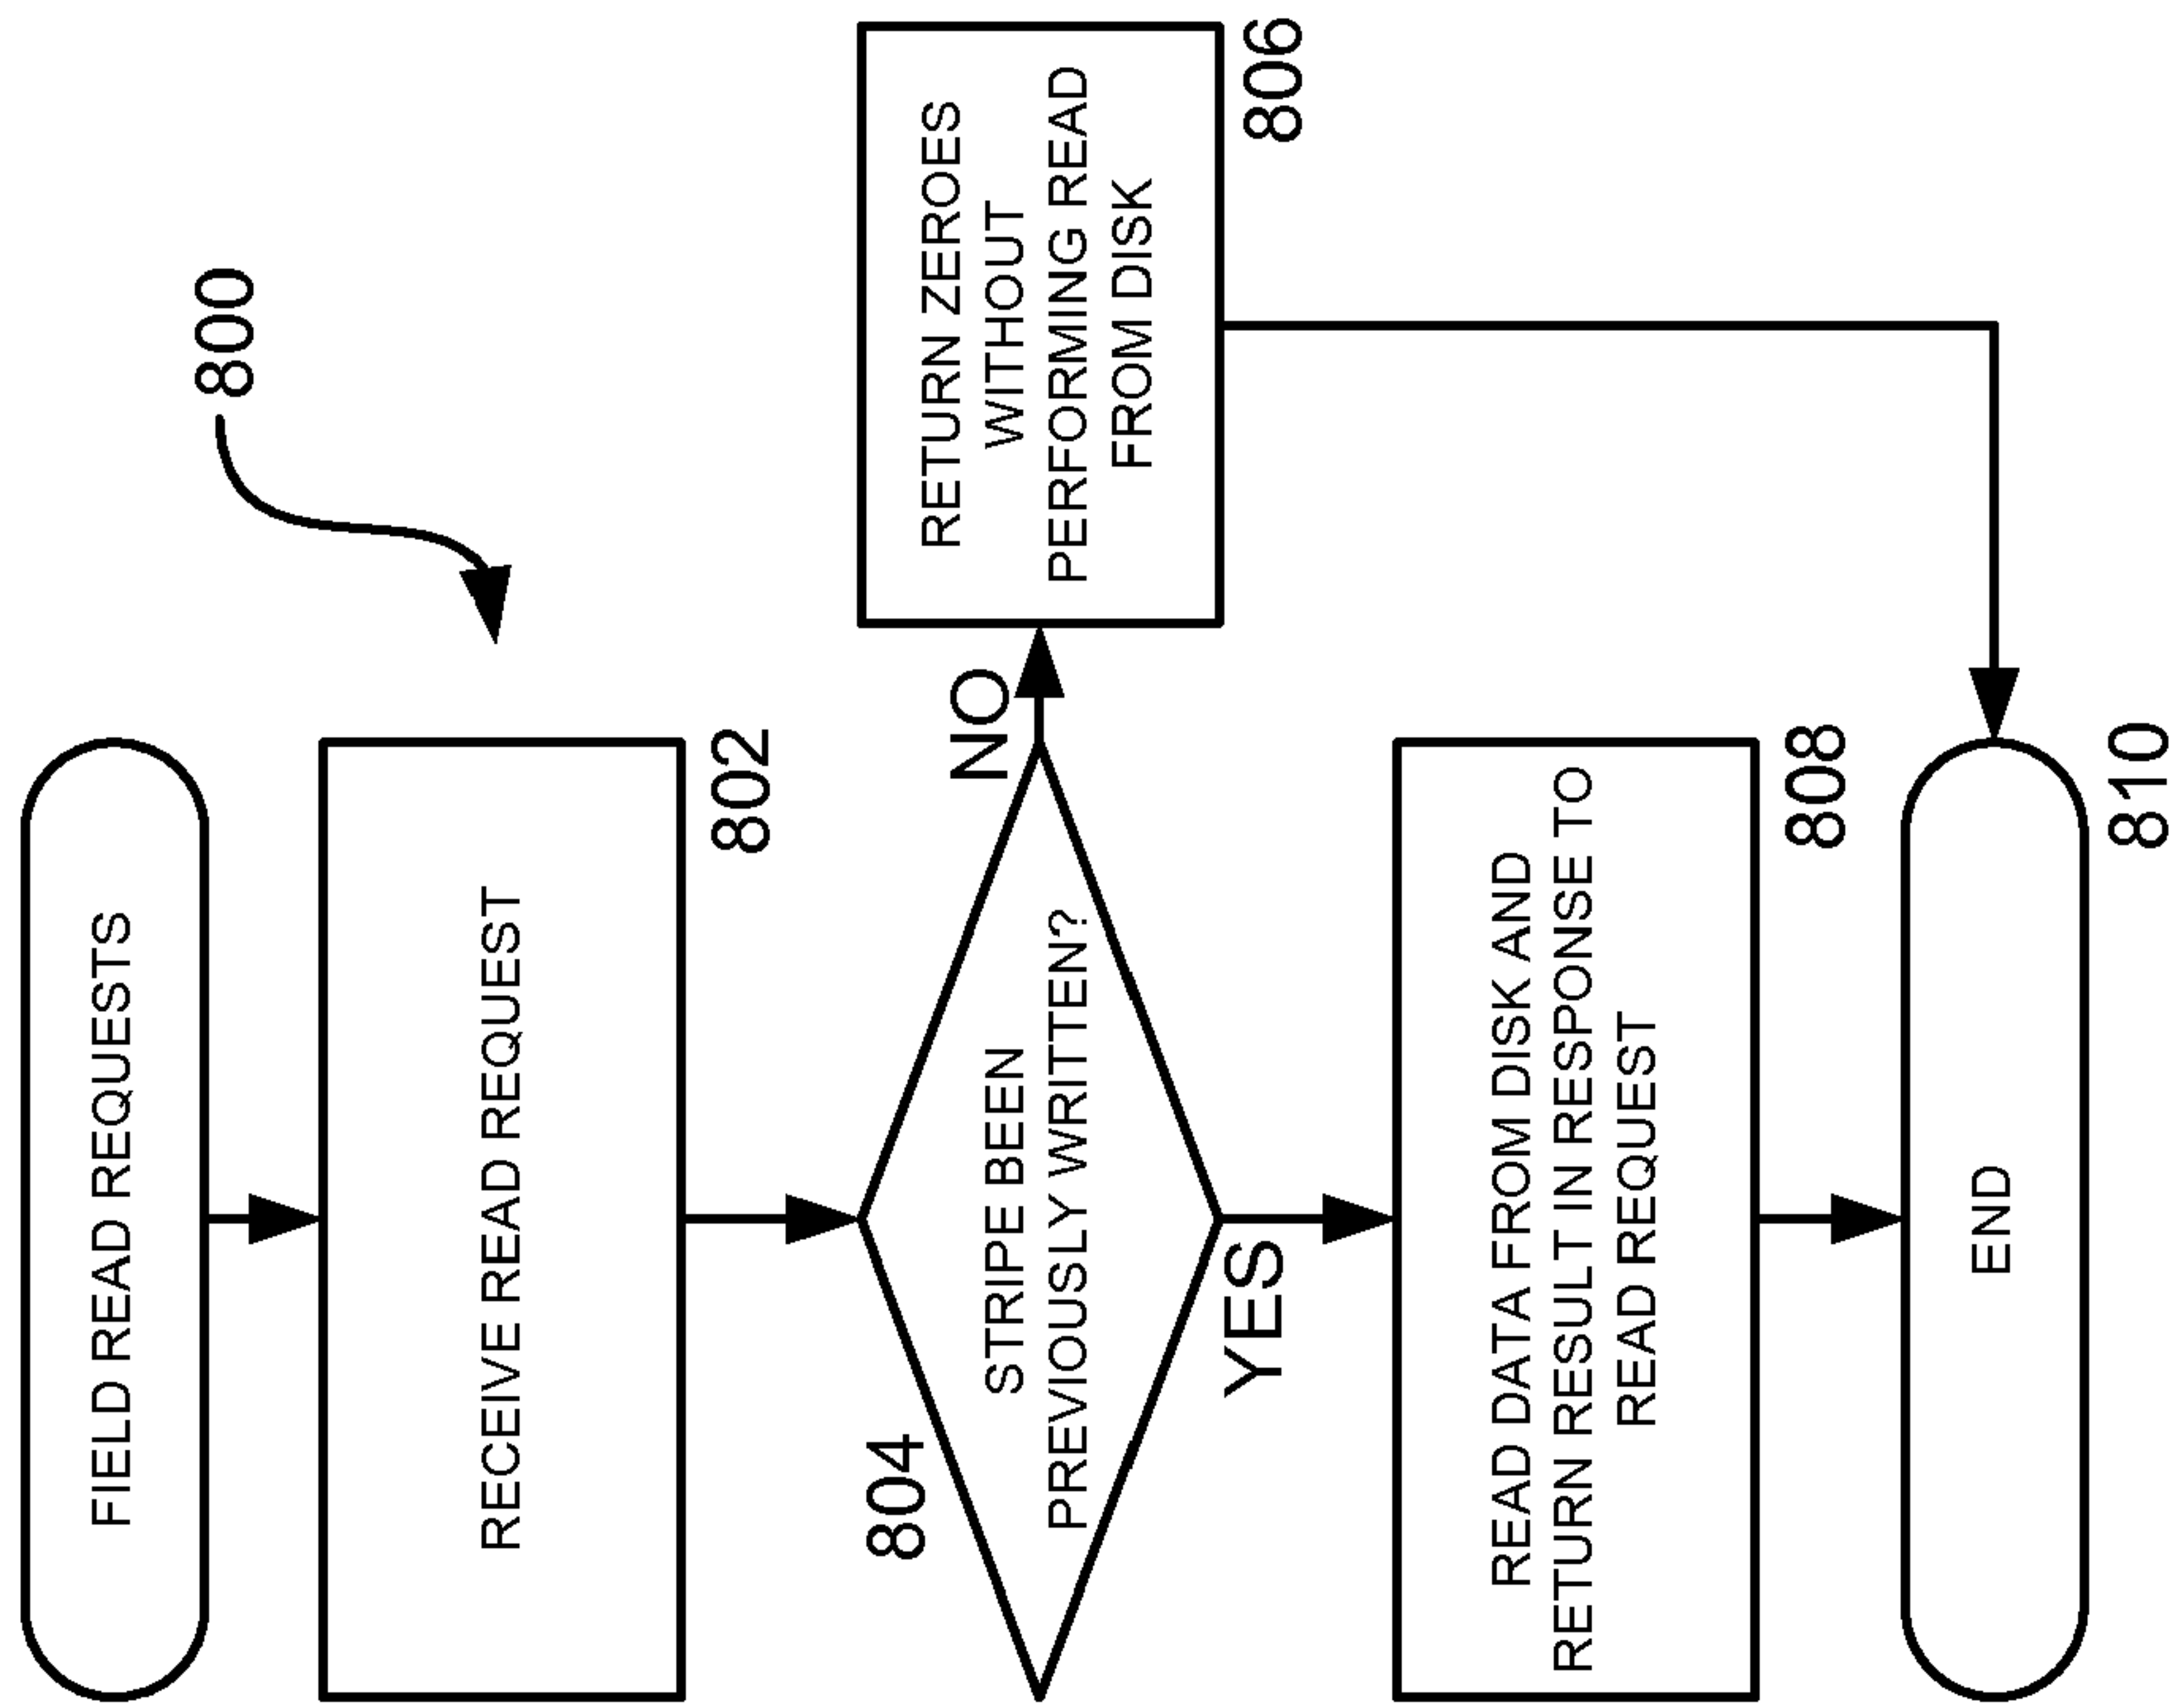 FIELD READ REQUESTS
800
RECEIVE READ REQUEST
802
804
STRIPE BEEN
PREVIOUSLY WRITTEN?
NO
RETURN ZEROES
WITHOUT
PERFORMING READ
FROM DISK
806
YES
READ DATA FROM DISK AND
RETURN RESULT IN RESPONSE TO
READ REQUEST
808
END
810